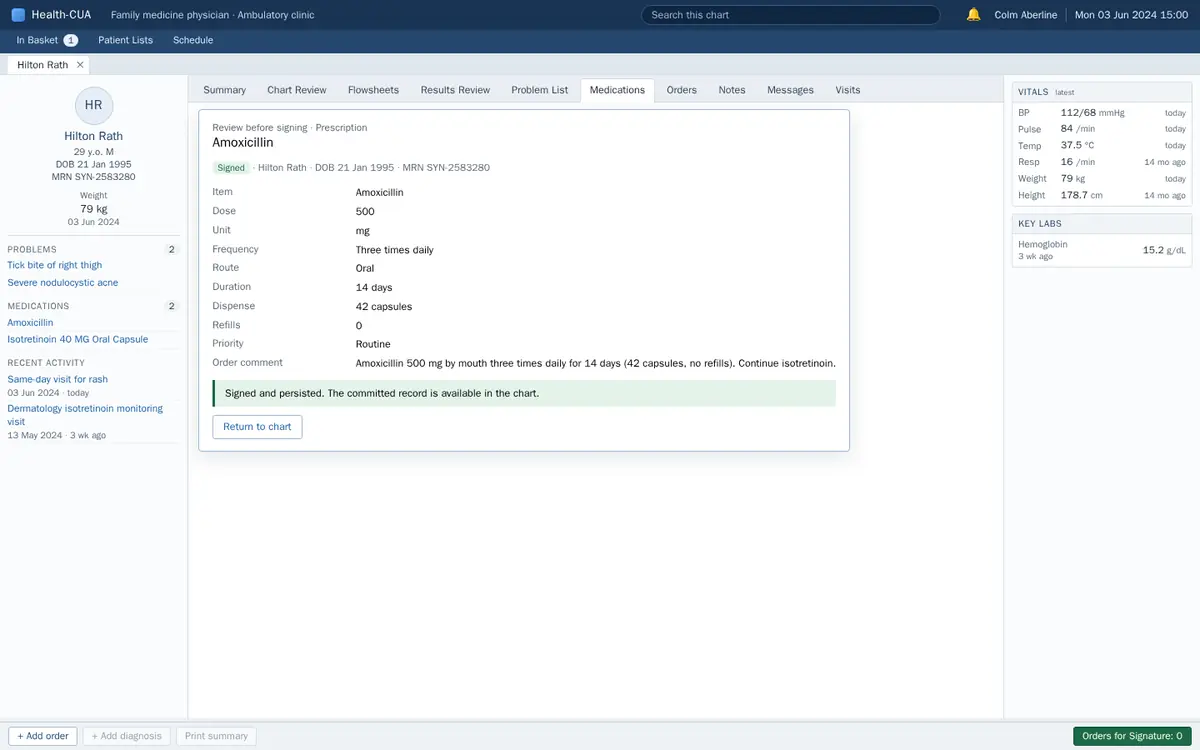 Health-CUA Family medicine physician · Ambulatory clinic Search this chart Colm Aberline Mon 03 Jun 2024 15:00
In Basket 1 Patient Lists Schedule
Hilton Rath ✕
HR
Hilton Rath
29 y.o. M
DOB 21 Jan 1995
MRN SYN-2583280
Weight
79 kg
03 Jun 2024
PROBLEMS 2
Tick bite of right thigh
Severe nodulocystic acne
MEDICATIONS 2
Amoxicillin
Isotretinoin 40 MG Oral Capsule
RECENT ACTIVITY
Same-day visit for rash
03 Jun 2024 · today
Dermatology isotretinoin monitoring
visit
13 May 2024 · 3 wk ago
Summary Chart Review Flowsheets Results Review Problem List Medications Orders Notes Messages Visits
Review before signing · Prescription
Amoxicillin
Signed · Hilton Rath · DOB 21 Jan 1995 · MRN SYN-2583280
Item Amoxicillin
Dose 500
Unit mg
Frequency Three times daily
Route Oral
Duration 14 days
Dispense 42 capsules
Refills 0
Priority Routine
Order comment Amoxicillin 500 mg by mouth three times daily for 14 days (42 capsules, no refills). Continue isotretinoin.
Signed and persisted. The committed record is available in the chart.
Return to chart
VITALS latest
BP 112/68 mmHg today
Pulse 84 /min today
Temp 37.5 °C today
Resp 16 /min 14 mo ago
Weight 79 kg today
Height 178.7 cm 14 mo ago
KEY LABS
Hemoglobin 15.2 g/dL
3 wk ago
+ Add order + Add diagnosis Print summary Orders for Signature: 0